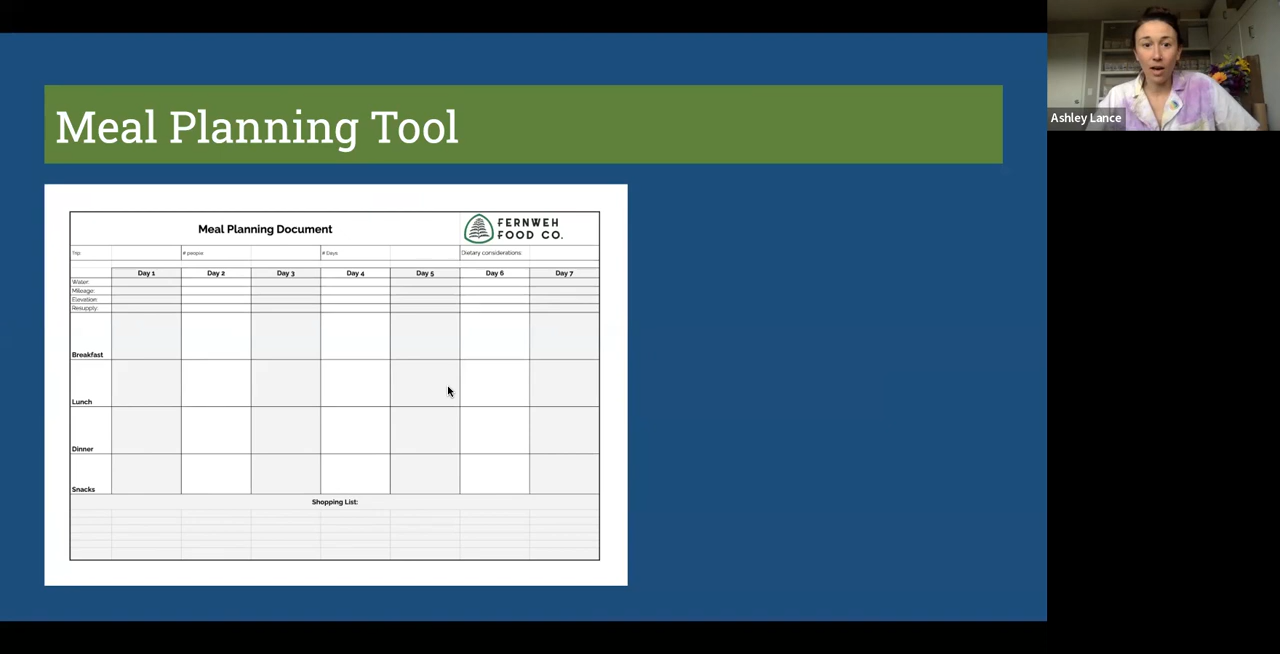 Meal Planning Tool
Ashley Lance
Meal Planning Document
FERNWEH
FOOD CO.
Trip: # people # Days Dietary considerations
Day 1 Day 2 Day 3 Day 4 Day 5 Day 6 Day 7
Water:
Mileage:
Elevation
Resupply:
Breakfast
Lunch
Dinner
Snacks
Shopping List: